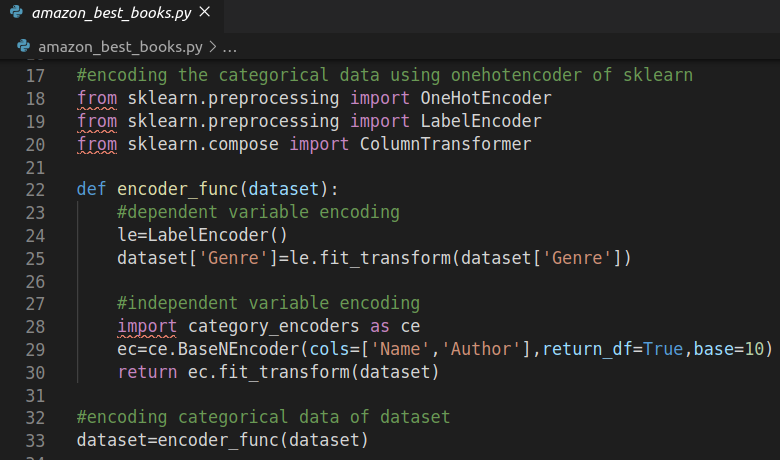 amazon_best_books.py ×
amazon_best_books.py > ...
17 #encoding the categorical data using onehotencoder of sklearn
18 from sklearn.preprocessing import OneHotEncoder
19 from sklearn.preprocessing import LabelEncoder
20 from sklearn.compose import ColumnTransformer
21
22 def encoder_func(dataset):
23     #dependent variable encoding
24     le=LabelEncoder()
25     dataset['Genre']=le.fit_transform(dataset['Genre'])
26
27     #independent variable encoding
28     import category_encoders as ce
29     ec=ce.BaseNEncoder(cols=['Name','Author'],return_df=True,base=10)
30     return ec.fit_transform(dataset)
31
32 #encoding categorical data of dataset
33 dataset=encoder_func(dataset)